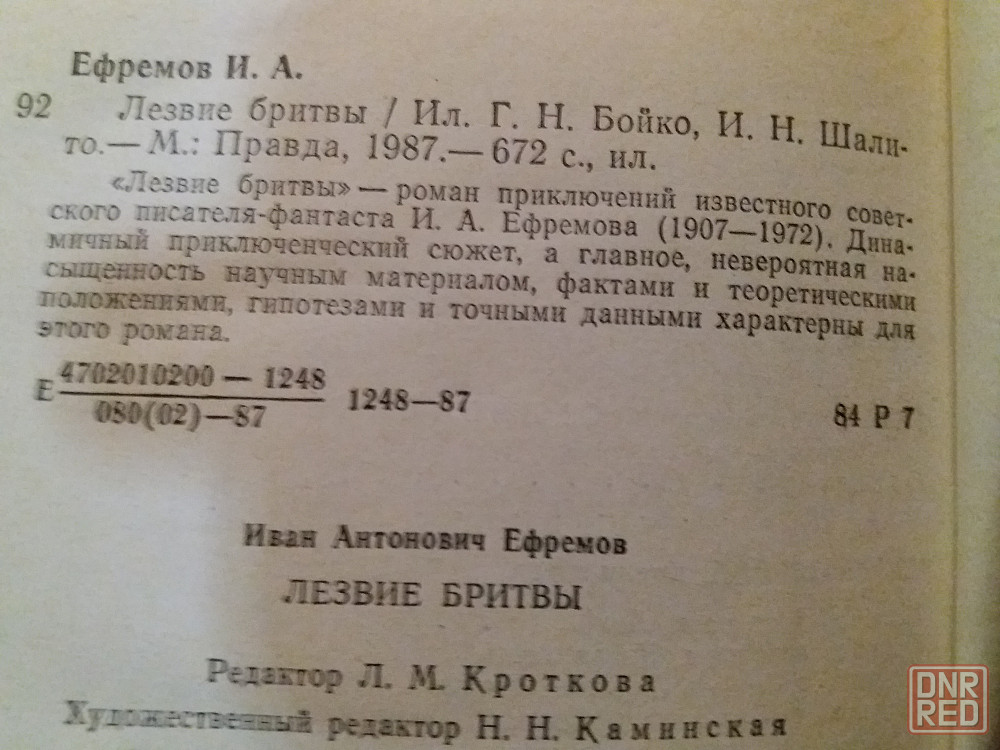 Ефремов И. А.
92 Лезвие бритвы / Ил. Г. Н. Бойко, И. Н. Шали-
то.— М.: Правда, 1987.— 672 с., ил.
«Лезвие бритвы» — роман приключений известного совет-
ского писателя-фантаста И. А. Ефремова (1907—1972). Дина-
мичный приключенческий сюжет, а главное, невероятная на-
сыщенность научным материалом, фактами и теоретическими
положениями, гипотезами и точными данными характерны для
этого романа.
4702010200 — 1248
Е 1248—87
080(02)—87
84 Р 7
Иван Антонович Ефремов
ЛЕЗВИЕ БРИТВЫ
Редактор Л. М. Кроткова
Художественный редактор Н. Н. Каминская
DNR
RED